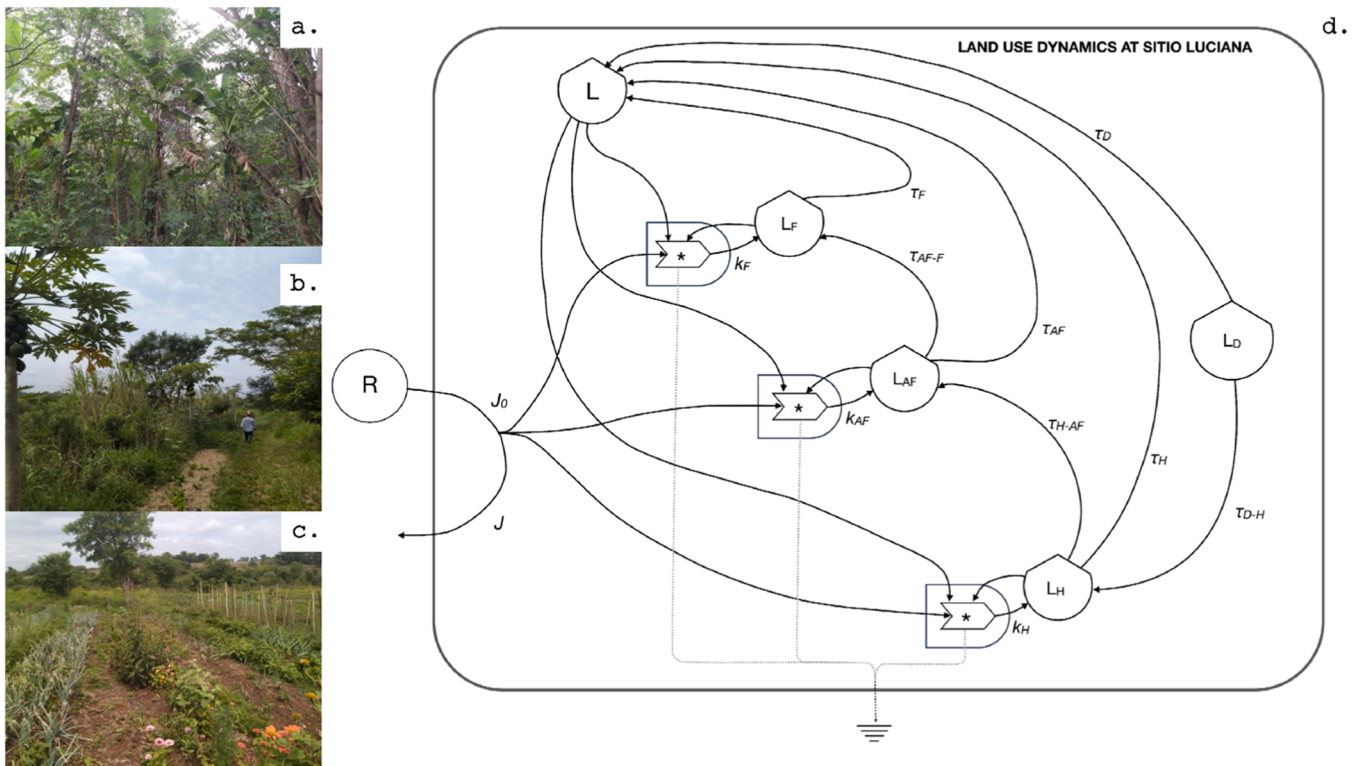 a.
b.
c.
d.
LAND USE DYNAMICS AT SITIO LUCIANA
L
τD
LF
τF
*
kF
τAF-F
LD
τAF
R
LAF
J0
*
kAF
τH-AF
τH
τD-H
J
LH
*
kH